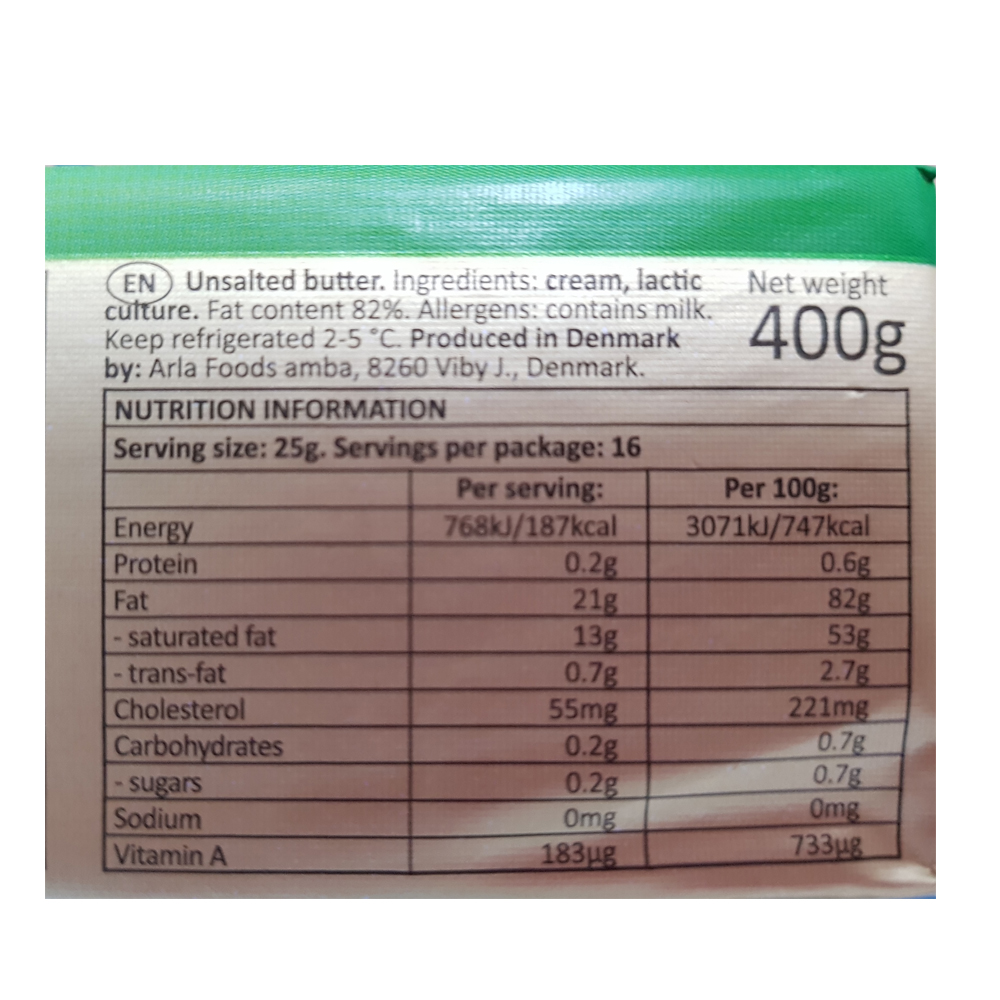 EN Unsalted butter. Ingredients: cream, lactic
culture. Fat content 82%. Allergens: contains milk.
Keep refrigerated 2-5 °C. Produced in Denmark
by: Arla Foods amba, 8260 Viby J., Denmark.
Net weight
400g
NUTRITION INFORMATION
Serving size: 25g. Servings per package: 16
Per serving: Per 100g:
Energy 768kJ/187kcal 3071kJ/747kcal
Protein 0.2g 0.6g
Fat 21g 82g
- saturated fat 13g 53g
- trans-fat 0.7g 2.7g
Cholesterol 55mg 221mg
Carbohydrates 0.2g 0.7g
- sugars 0.2g 0.7g
Sodium 0mg 0mg
Vitamin A 183µg 733µg